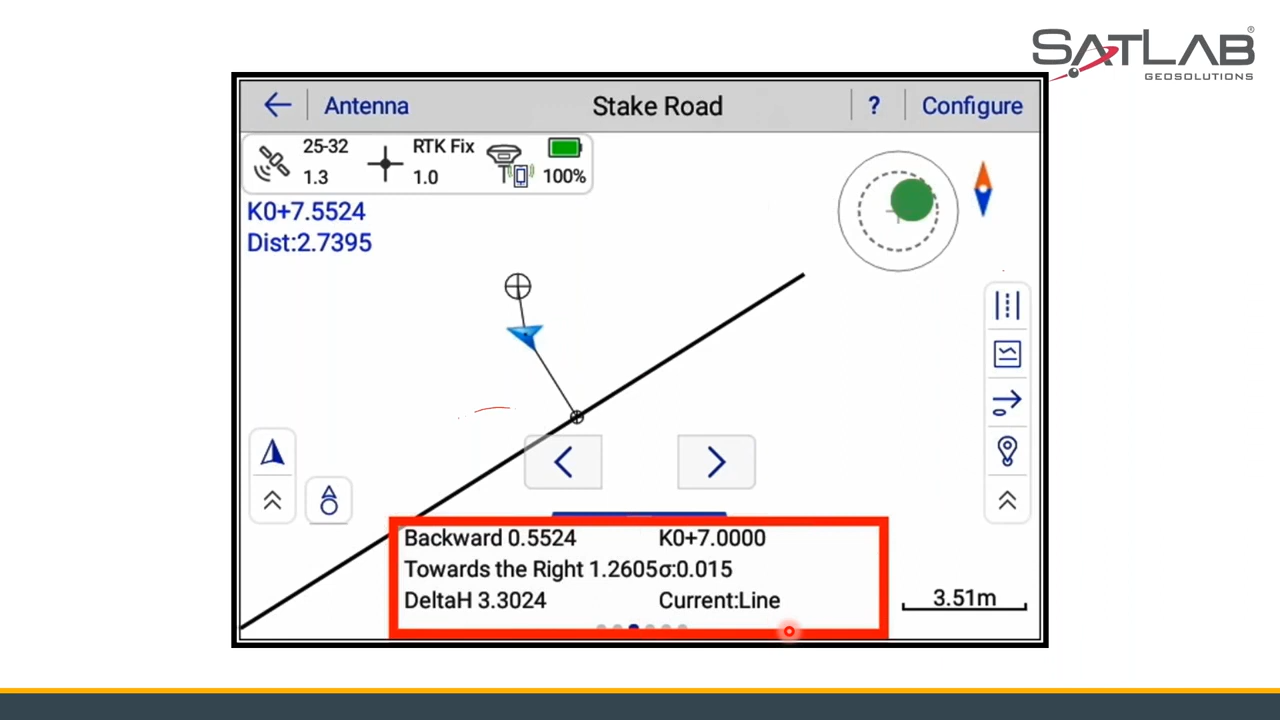 SATLAB®
GEOSOLUTIONS
Antenna Stake Road ? Configure
25-32 RTK Fix
1.3 1.0 100%
K0+7.5524
Dist:2.7395
Backward 0.5524 K0+7.0000
Towards the Right 1.2605σ:0.015
DeltaH 3.3024 Current:Line
3.51m